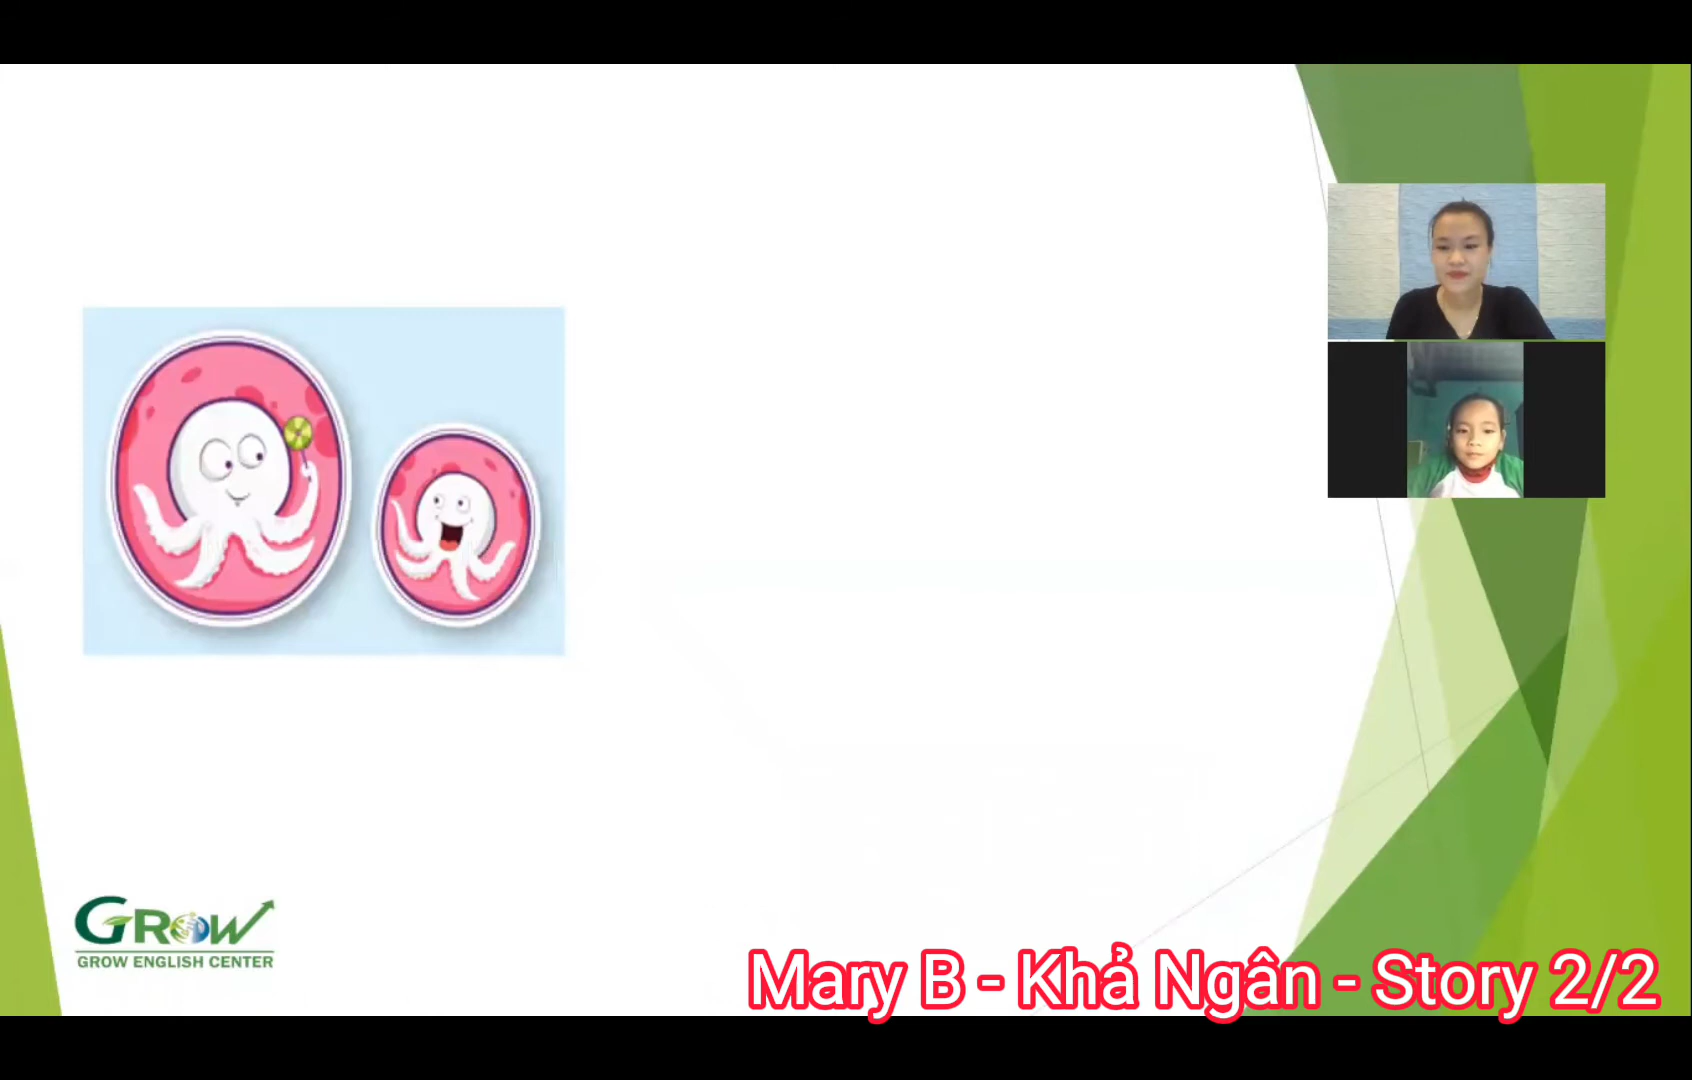 GROW
GROW ENGLISH CENTER
Mary B - Khả Ngân - Story 2/2